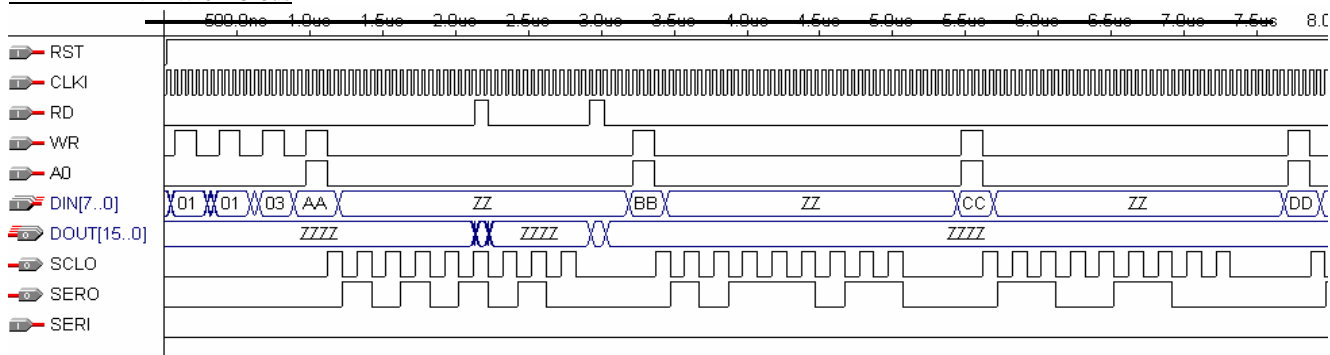 500.0ns 1.0us 1.5us 2.0us 2.5us 3.0us 3.5us 4.0us 4.5us 5.0us 5.5us 6.0us 6.5us 7.0us 7.5us 8.0
RST
CLKI
RD
WR
A0
DIN[7..0] 01 01 03 AA ZZ BB ZZ CC ZZ DD
DOUT[15..0] ZZZZ ZZZZ ZZZZ
SCLO
SERO
SERI